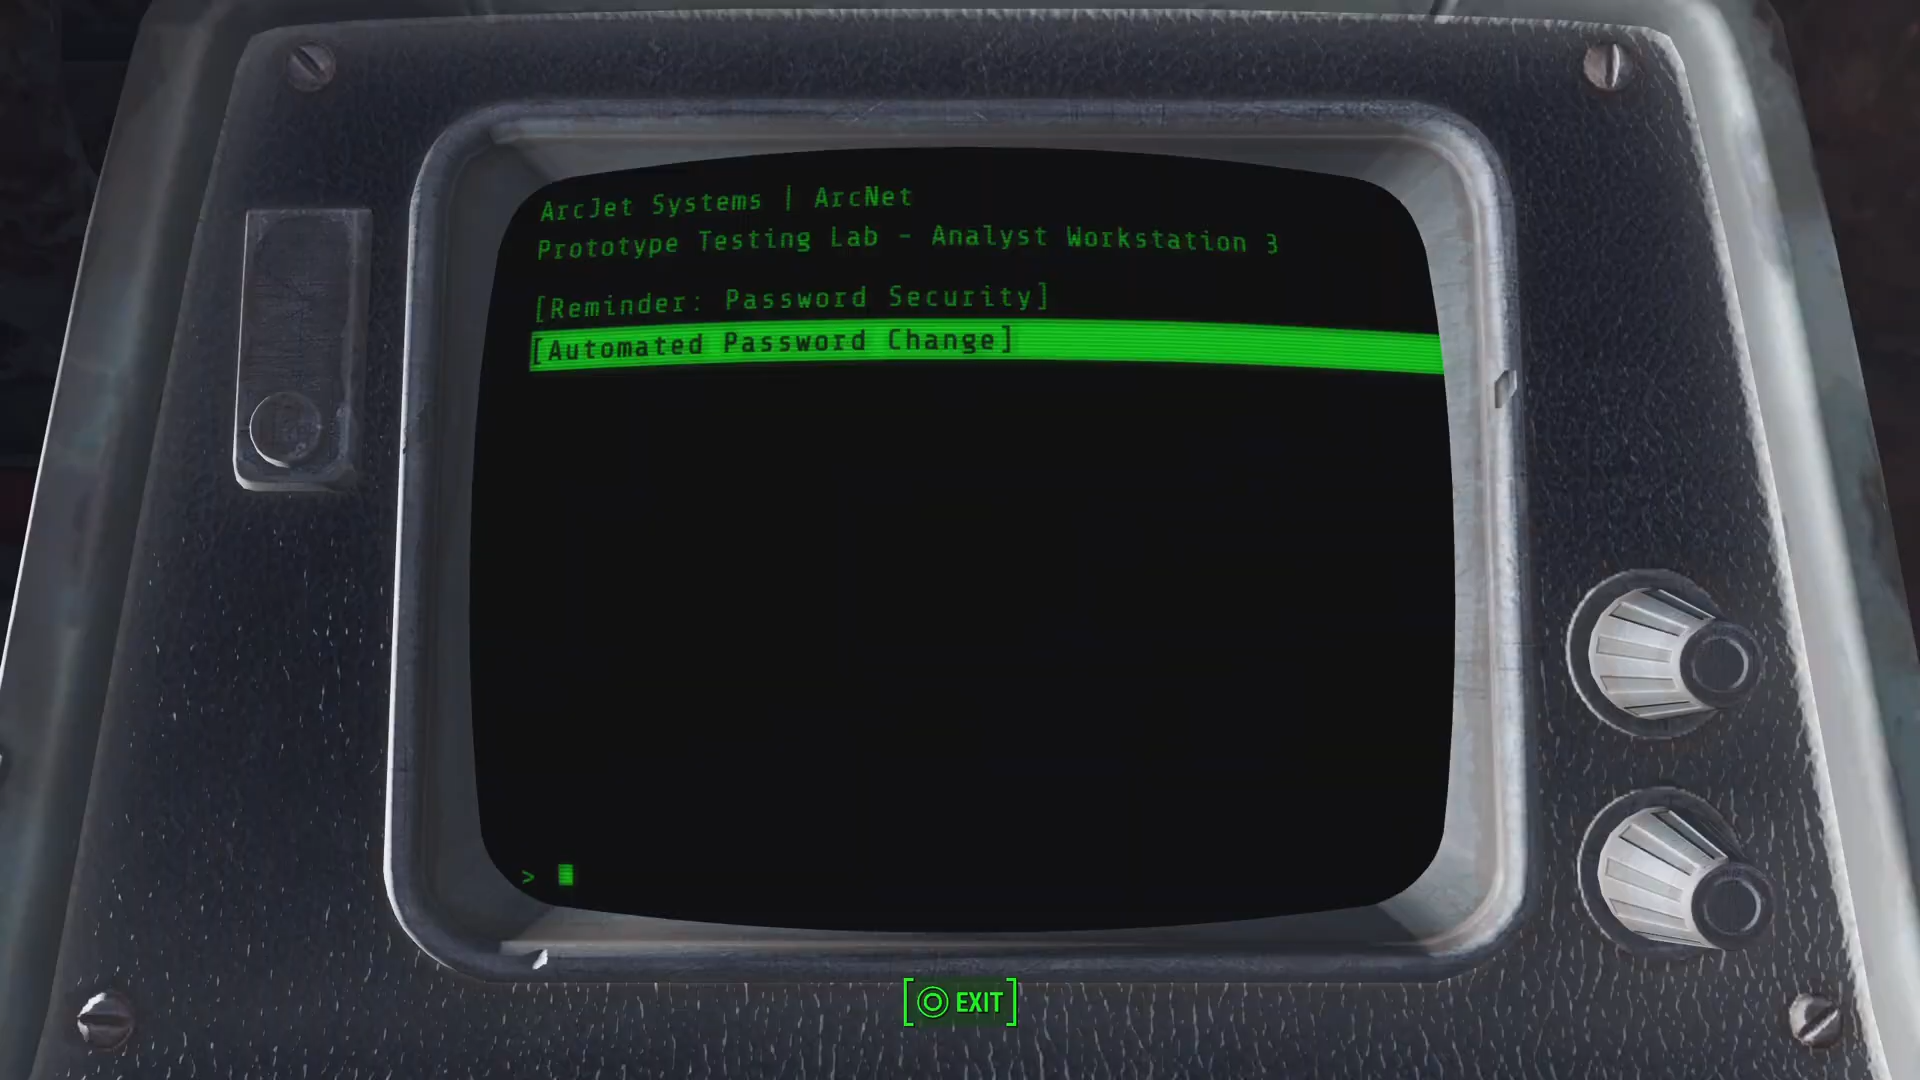 ArcJet Systems | ArcNet
Prototype Testing Lab - Analyst Workstation 3
[Reminder: Password Security]
[Automated Password Change]
>
[EXIT]